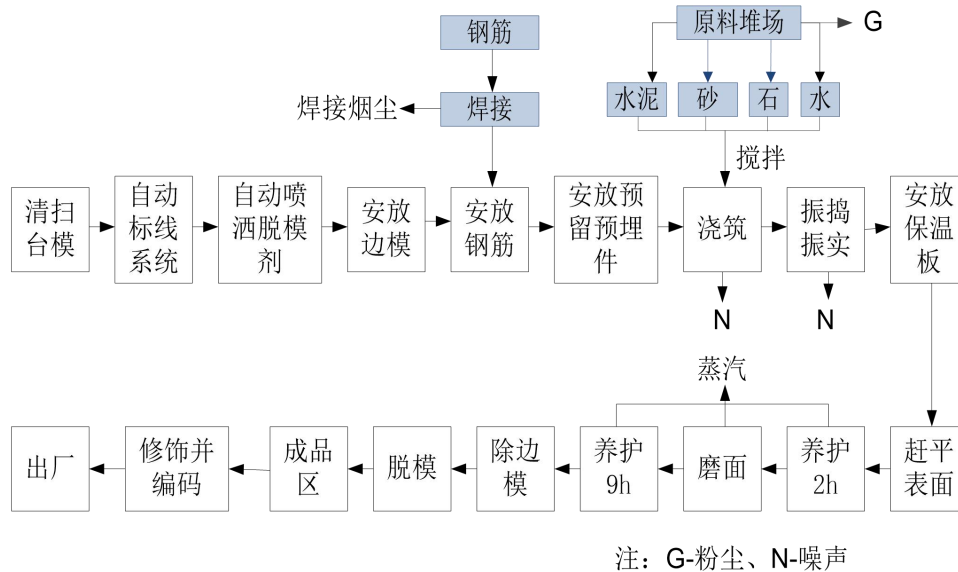 钢筋
原料堆场
G
焊接烟尘
焊接
水泥
砂
石
水
搅拌
清扫
台模
自动
标线
系统
自动喷
洒脱模
剂
安放
边模
安放
钢筋
安放预
留预埋
件
浇筑
振捣
振实
安放
保温
板
N
N
蒸汽
出厂
修饰并
编码
成品
区
脱模
除边
模
养护
9h
磨面
养护
2h
赶平
表面
注：G-粉尘、N-噪声